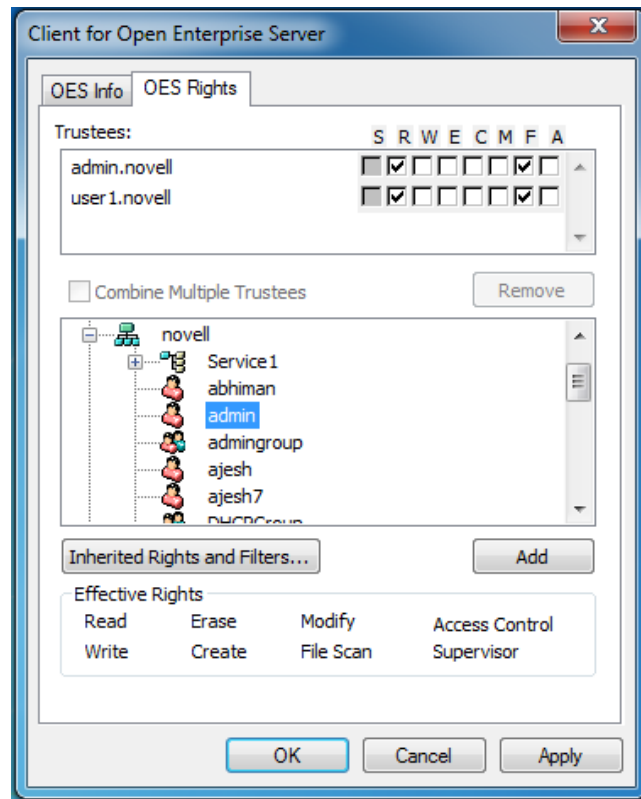 Client for Open Enterprise Server
OES Info OES Rights
Trustees: S R W E C M F A
admin.novell
user1.novell
Combine Multiple Trustees Remove
novell
Service1
abhiman
admin
admingroup
ajesh
ajesh7
DHCPGroup
Inherited Rights and Filters... Add
Effective Rights
Read Erase Modify Access Control
Write Create File Scan Supervisor
OK Cancel Apply